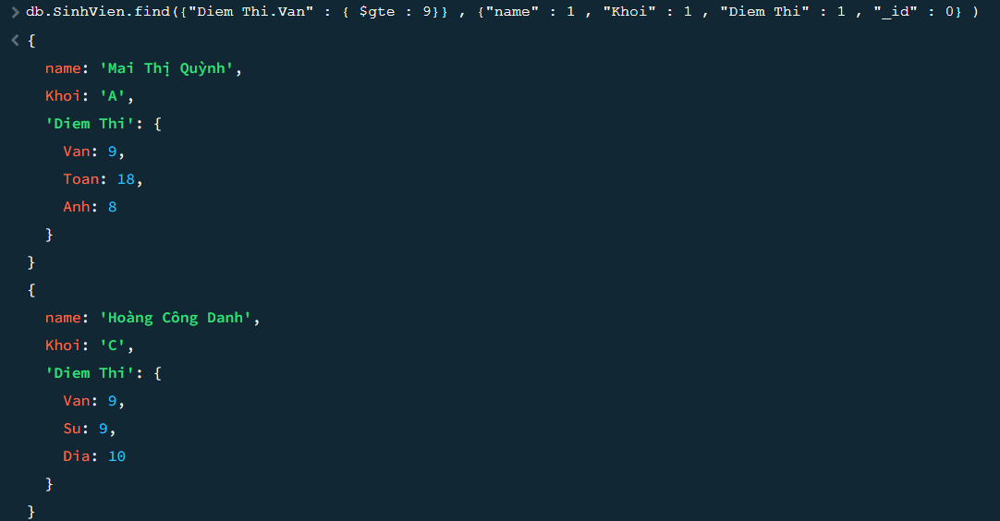 > db.SinhVien.find({"Diem Thi.Van" : { $gte : 9}} , {"name" : 1 , "Khoi" : 1 , "Diem Thi" : 1 , "_id" : 0} )
< {
name: 'Mai Thị Quỳnh',
Khoi: 'A',
'Diem Thi': {
Van: 9,
Toan: 18,
Anh: 8
}
}
{
name: 'Hoàng Công Danh',
Khoi: 'C',
'Diem Thi': {
Van: 9,
Su: 9,
Dia: 10
}
}